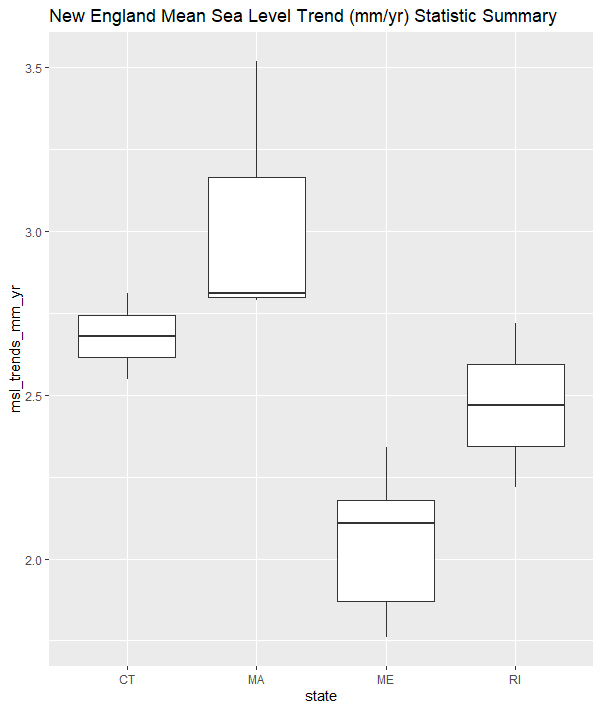 New England Mean Sea Level Trend (mm/yr) Statistic Summary
3.5
3.0
2.5
2.0
msl_trends_mm_yr
CT MA ME RI
state